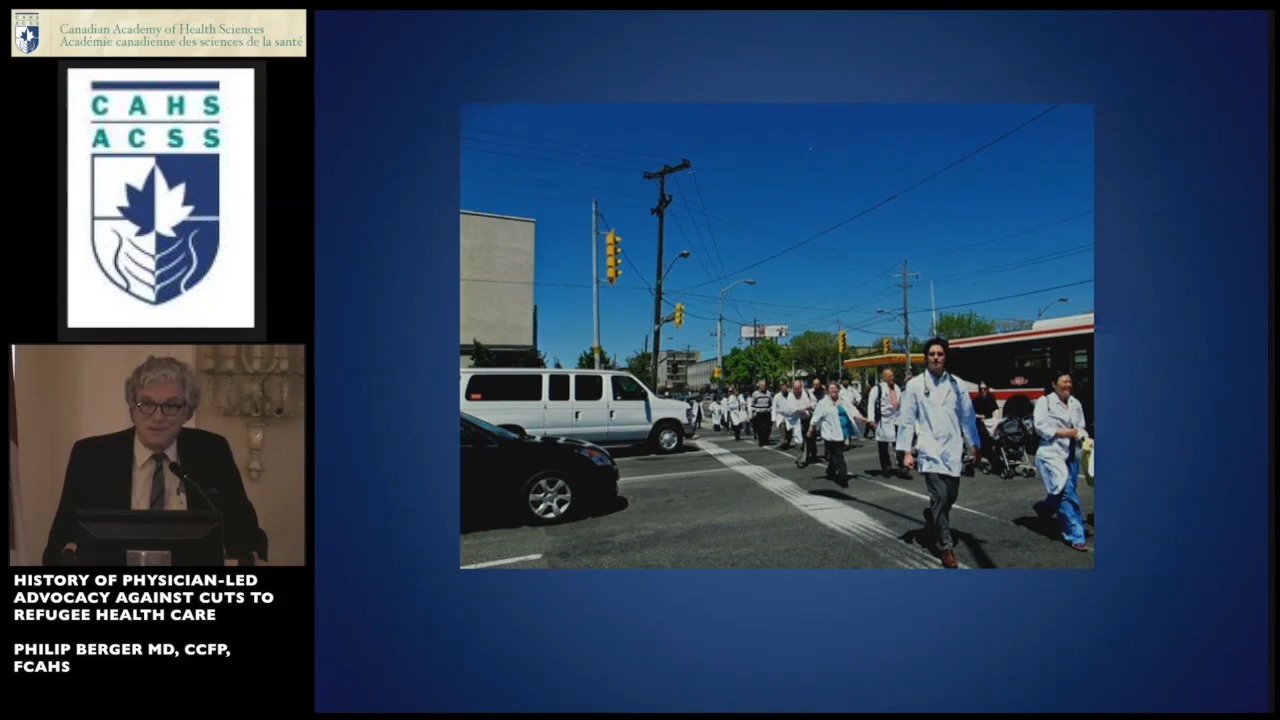 Canadian Academy of Health Sciences
Académie canadienne des sciences de la santé
CAHS
ACSS
HISTORY OF PHYSICIAN-LED
ADVOCACY AGAINST CUTS TO
REFUGEE HEALTH CARE
PHILIP BERGER MD, CCFP,
FCAHS